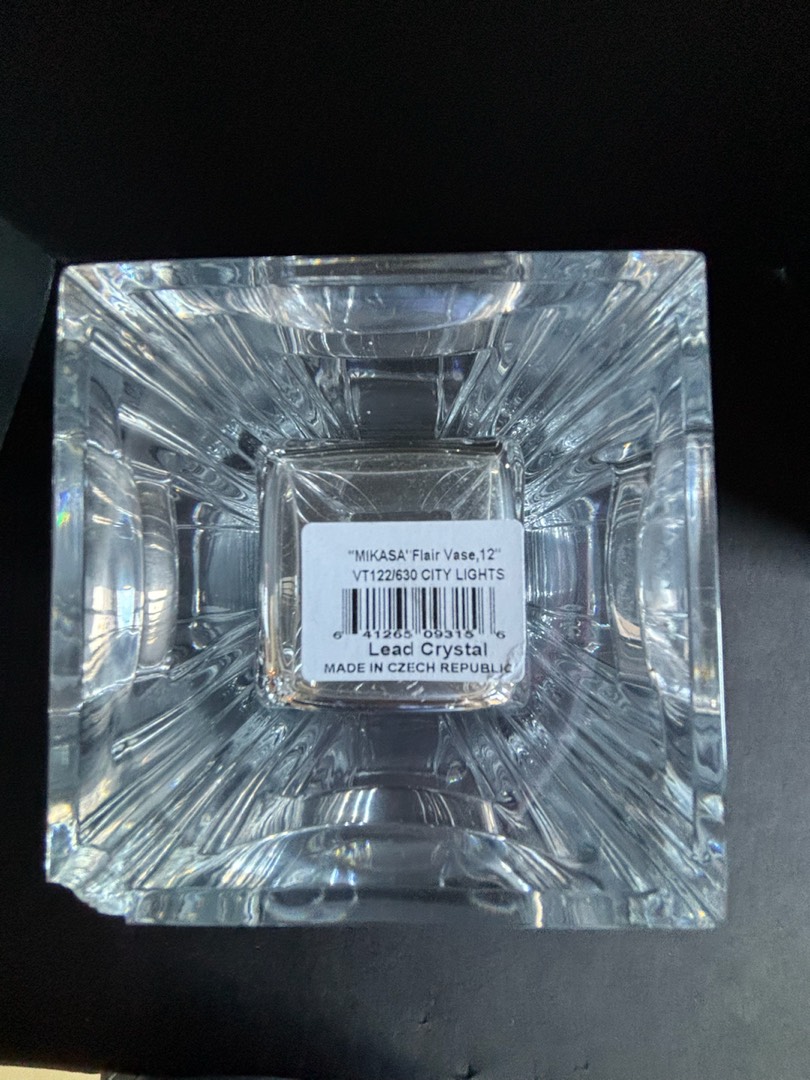 "MIKASA' Flair Vase,12"
VT122/630 CITY LIGHTS
6 41265 09315 6
Lead Crystal
MADE IN CZECH REPUBLIC